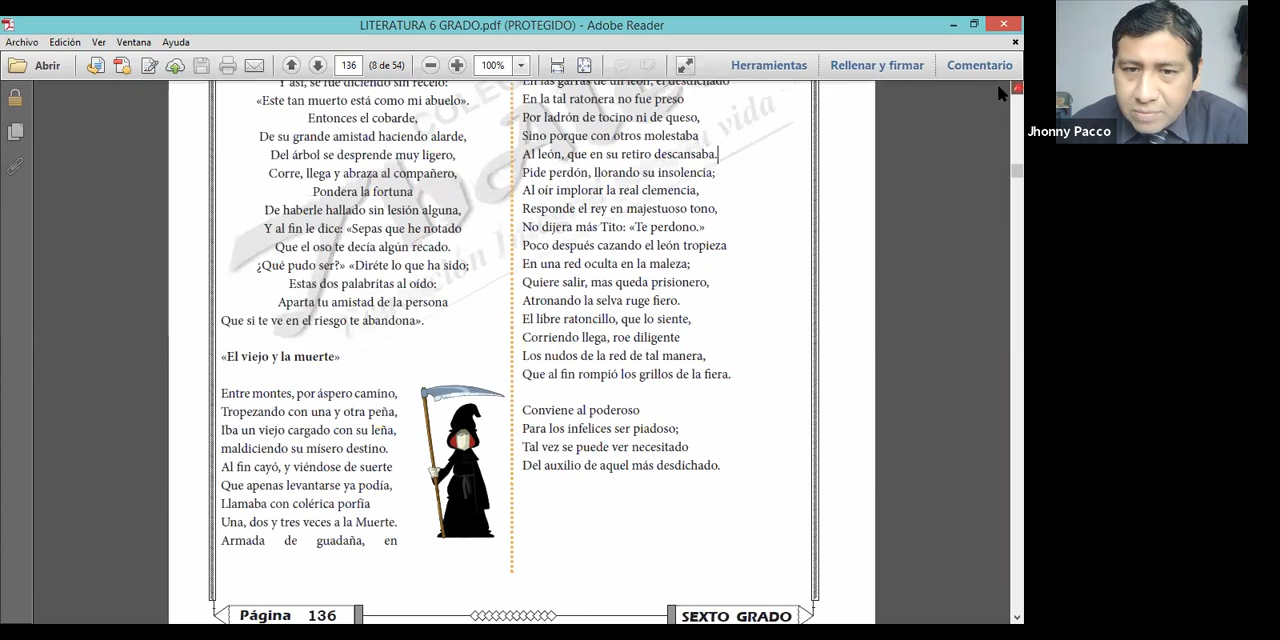 LITERATURA 6 GRADO.pdf (PROTEGIDO) - Adobe Reader
Archivo Edición Ver Ventana Ayuda
Abrir 136 (8 de 54) 100% Herramientas Rellenar y firmar Comentario
Y así, se fue diciendo sin recelo:
«Este tan muerto está como mi abuelo».
Entonces el cobarde,
De su grande amistad haciendo alarde,
Del árbol se desprende muy ligero,
Corre, llega y abraza al compañero,
Pondera la fortuna
De haberle hallado sin lesión alguna,
Y al fin le dice: «Sepas que he notado
Que el oso te decía algún recado.
¿Qué pudo ser?» «Diréte lo que ha sido;
Estas dos palabritas al oído:
Aparta tu amistad de la persona
Que si te ve en el riesgo te abandona».
«El viejo y la muerte»
Entre montes, por áspero camino,
Tropezando con una y otra peña,
Iba un viejo cargado con su leña,
maldiciendo su mísero destino.
Al fin cayó, y viéndose de suerte
Que apenas levantarse ya podía,
Llamaba con colérica porfía
Una, dos y tres veces a la Muerte.
Armada de guadaña, en
En las garras de un león, el desdichado
En la tal ratonera no fue preso
Por ladrón de tocino ni de queso,
Sino porque con otros molestaba
Al león, que en su retiro descansaba.
Pide perdón, llorando su insolencia;
Al oír implorar la real clemencia,
Responde el rey en majestuoso tono,
No dijera más Tito: «Te perdono.»
Poco después cazando el león tropieza
En una red oculta en la maleza;
Quiere salir, mas queda prisionero,
Atronando la selva ruge fiero.
El libre ratoncillo, que lo siente,
Corriendo llega, roe diligente
Los nudos de la red de tal manera,
Que al fin rompió los grillos de la fiera.
Conviene al poderoso
Para los infelices ser piadoso;
Tal vez se puede ver necesitado
Del auxilio de aquel más desdichado.
Página 136
SEXTO GRADO
Jhonny Pacco